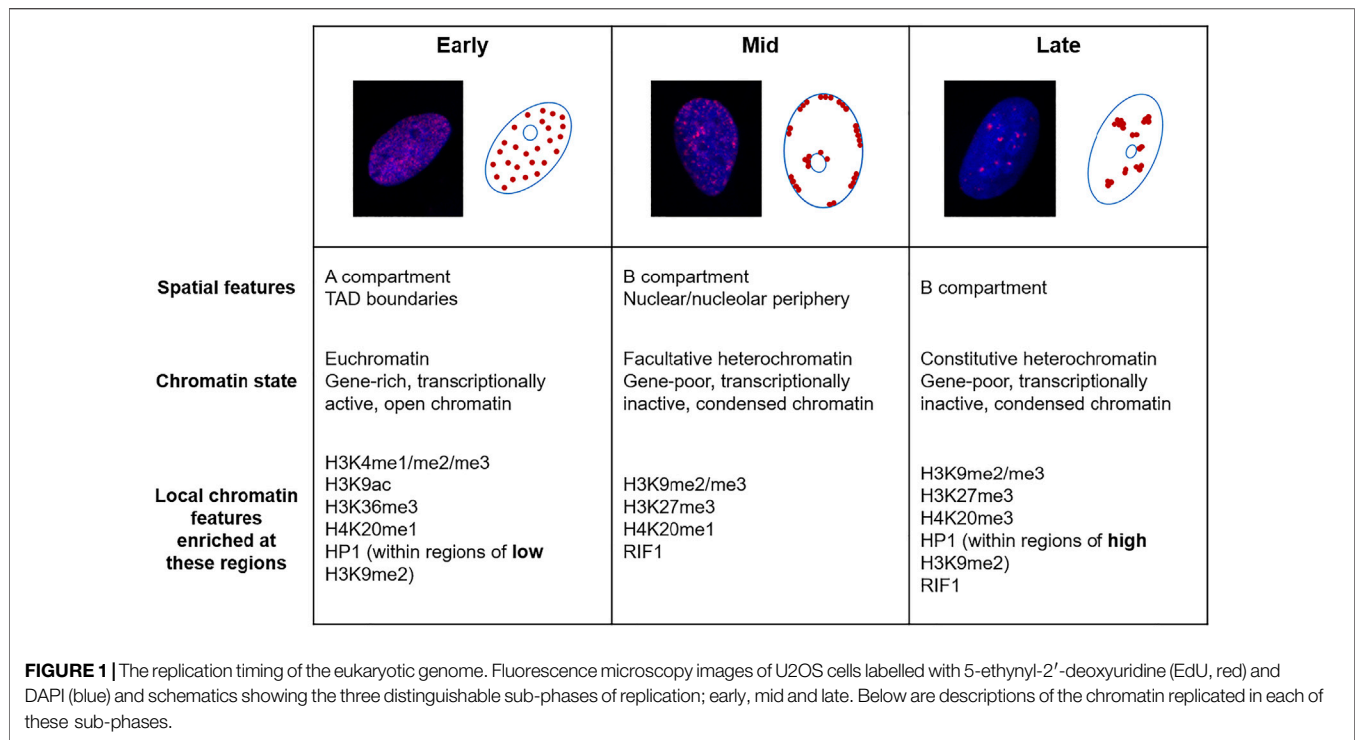 Early
Mid
Late
Spatial features
A compartment
TAD boundaries
B compartment
Nuclear/nucleolar periphery
B compartment
Chromatin state
Euchromatin
Gene-rich, transcriptionally
active, open chromatin
Facultative heterochromatin
Gene-poor, transcriptionally
inactive, condensed chromatin
Constitutive heterochromatin
Gene-poor, transcriptionally
inactive, condensed chromatin
Local chromatin
features
enriched at
these regions
H3K4me1/me2/me3
H3K9ac
H3K36me3
H4K20me1
HP1 (within regions of low
H3K9me2)
H3K9me2/me3
H3K27me3
H4K20me1
RIF1
H3K9me2/me3
H3K27me3
H4K20me3
HP1 (within regions of high
H3K9me2)
RIF1
FIGURE 1 | The replication timing of the eukaryotic genome. Fluorescence microscopy images of U2OS cells labelled with 5-ethynyl-2′-deoxyuridine (EdU, red) and
DAPI (blue) and schematics showing the three distinguishable sub-phases of replication; early, mid and late. Below are descriptions of the chromatin replicated in each of
these sub-phases.